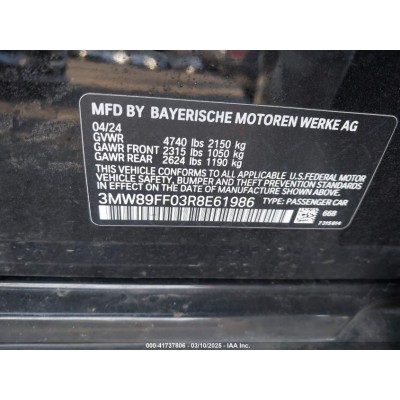 MFD BY BAYERISCHE MOTOREN WERKE AG
04/24
GVWR 4740 lbs 2150 kg
GAWR FRONT 2315 lbs 1050 kg
GAWR REAR 2624 lbs 1190 kg
THIS VEHICLE CONFORMS TO ALL APPLICABLE U.S.FEDERAL MOTOR
VEHICLE SAFETY, BUMPER AND THEFT PREVENTION STANDARDS IN
EFFECT ON THE DATE OF MANUFACTURE SHOWN ABOVE.
3MW89FF03R8E61986 TYPE: PASSENGER CAR
668
7315814
000-41737806 - 03/10/2025 - IAA Inc.